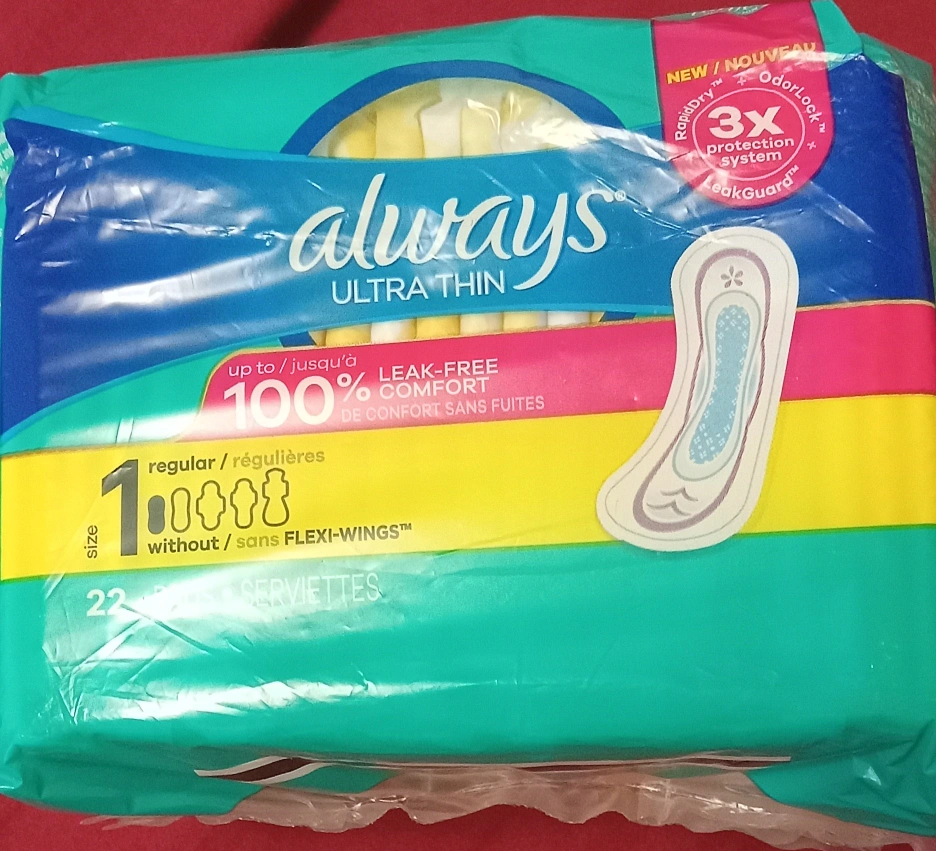 NEW / NOUVEAU
RapidDry™ + OdorLock™ +
3x
protection
system
LeakGuard™
always®
ULTRA THIN
up to / jusqu'à
100% LEAK-FREE COMFORT
DE CONFORT SANS FUITES
size 1
regular / régulières
without / sans FLEXI-WINGS™
22 SERVIETTES